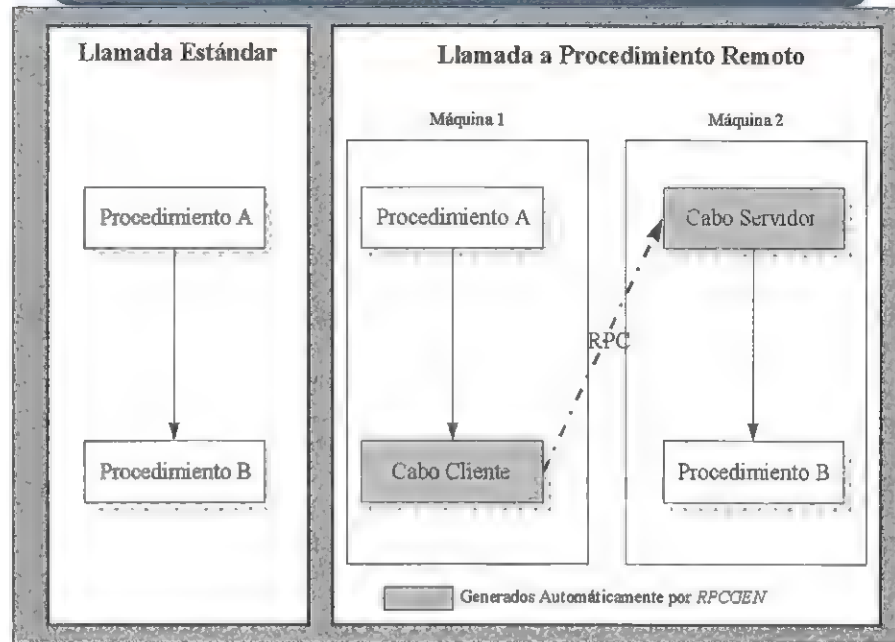 Llamada Estándar
Procedimiento A
Procedimiento B
Llamada a Procedimiento Remoto
Máquina 1
Máquina 2
Procedimiento A
Cabo Servidor
RPC
Cabo Cliente
Procedimiento B
Generados Automáticamente por RPCGEN